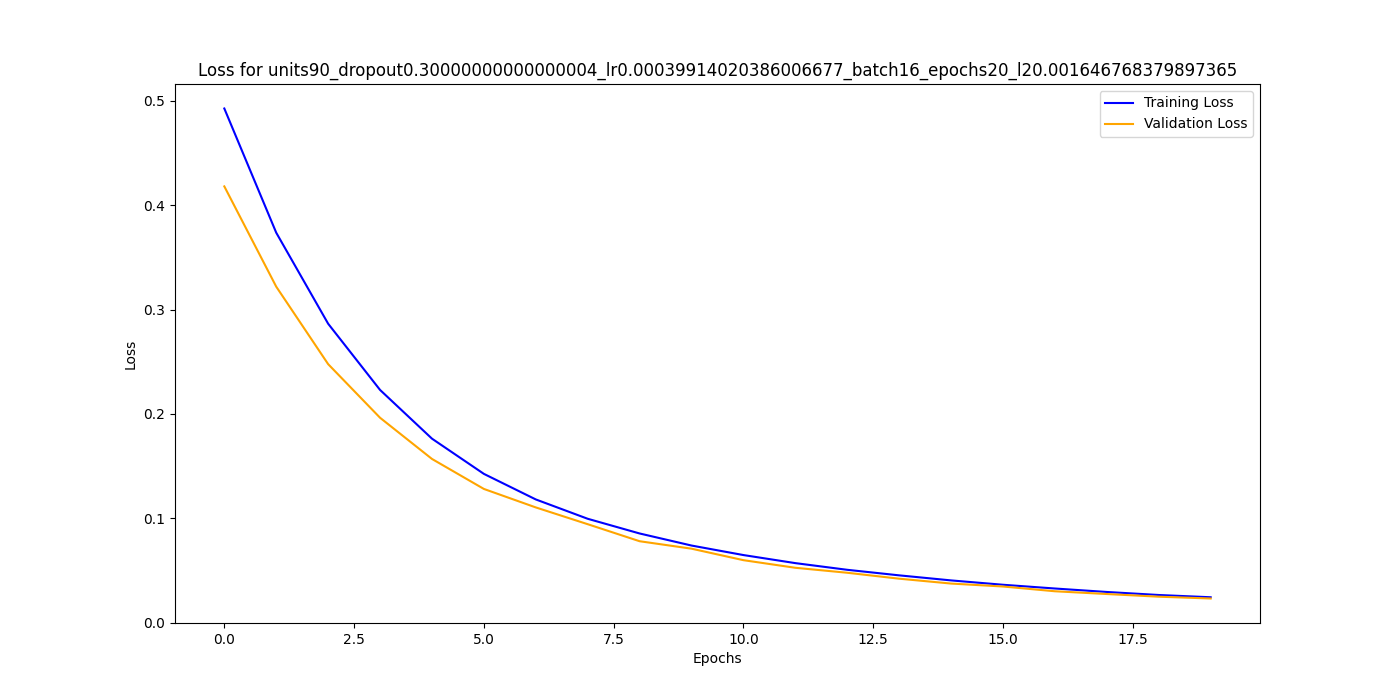 Loss for units90_dropout0.30000000000000004_lr0.00039914020386006677_batch16_epochs20_l20.001646768379897365
Training Loss
Validation Loss
0.5
0.4
0.3
0.2
0.1
0.0
Loss
0.0 2.5 5.0 7.5 10.0 12.5 15.0 17.5
Epochs